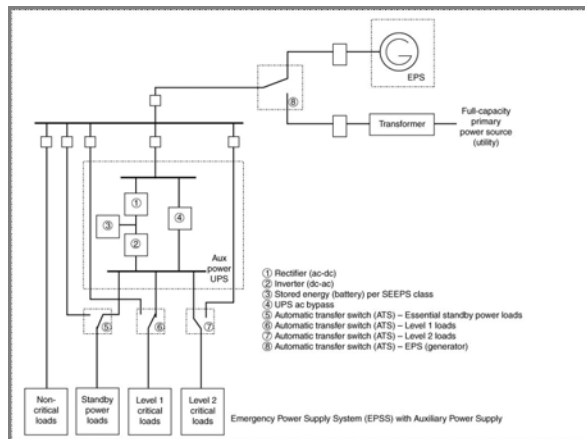 G
EPS
⑧
Full-capacity
primary
power source
(utility)
Transformer
①
③
④
②
Aux
power
UPS
⑤
⑥
⑦
① Rectifier (ac-dc)
② Inverter (dc-ac)
③ Stored energy (battery) per SEEPS class
④ UPS ac bypass
⑤ Automatic transfer switch (ATS) – Essential standby power loads
⑥ Automatic transfer switch (ATS) – Level 1 loads
⑦ Automatic transfer switch (ATS) – Level 2 loads
⑧ Automatic transfer switch (ATS) – EPS (generator)
Non-
critical
loads
Standby
power
loads
Level 1
critical
loads
Level 2
critical
loads
Emergency Power Supply System (EPSS) with Auxiliary Power Supply